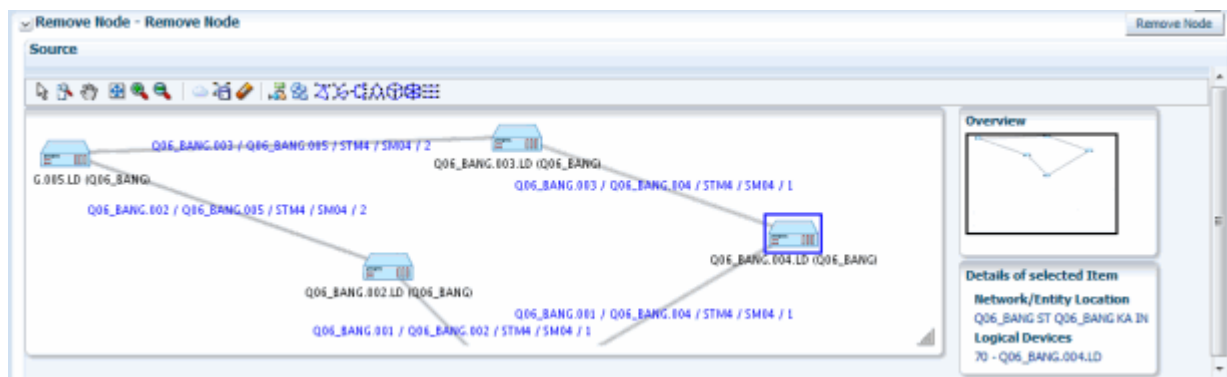 Remove Node - Remove Node
Remove Node
Source
Q06_BANG.003 / Q06_BANG.005 / STM4 / SM04 / 2
Q06_BANG.003.LD (Q06_BANG)
G.005.LD (Q06_BANG)
Q06_BANG.003 / Q06_BANG.004 / STM4 / SM04 / 1
Q06_BANG.002 / Q06_BANG.005 / STM4 / SM04 / 2
Q06_BANG.004.LD (Q06_BANG)
Q06_BANG.002.LD (Q06_BANG)
Q06_BANG.001 / Q06_BANG.004 / STM4 / SM04 / 1
Q06_BANG.001 / Q06_BANG.002 / STM4 / SM04 / 1
Overview
Details of selected Item
Network/Entity Location
Q06_BANG ST Q06_BANG KA IN
Logical Devices
70 - Q06_BANG.004.LD